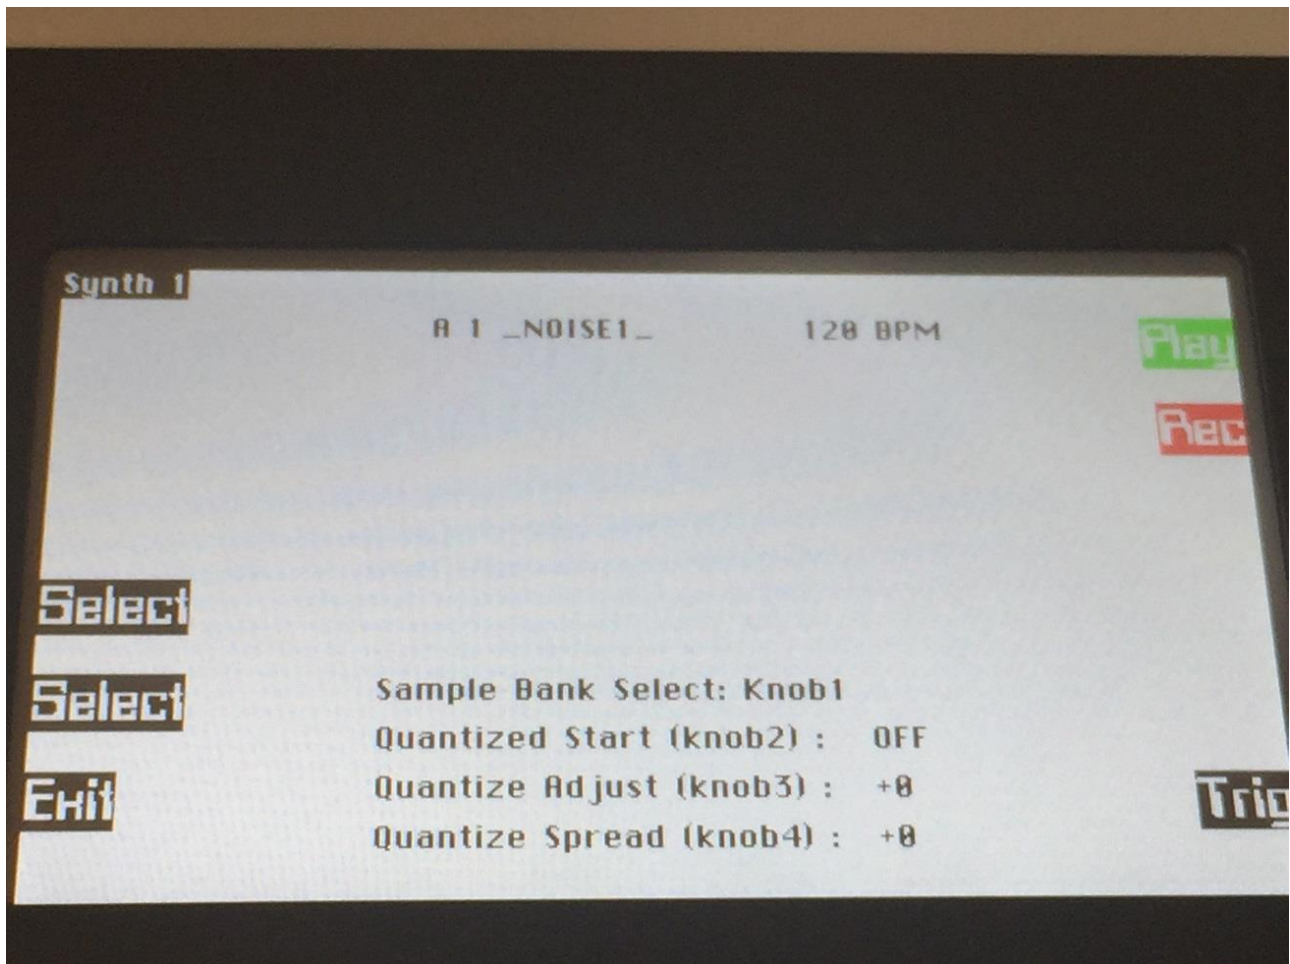 Synth 1
A 1 _NOISE1_ 120 BPM
Play
Rec
Select
Select
Sample Bank Select: Knob1
Quantized Start (knob2) : OFF
Exit
Quantize Adjust (knob3) : +0
Trig
Quantize Spread (knob4) : +0